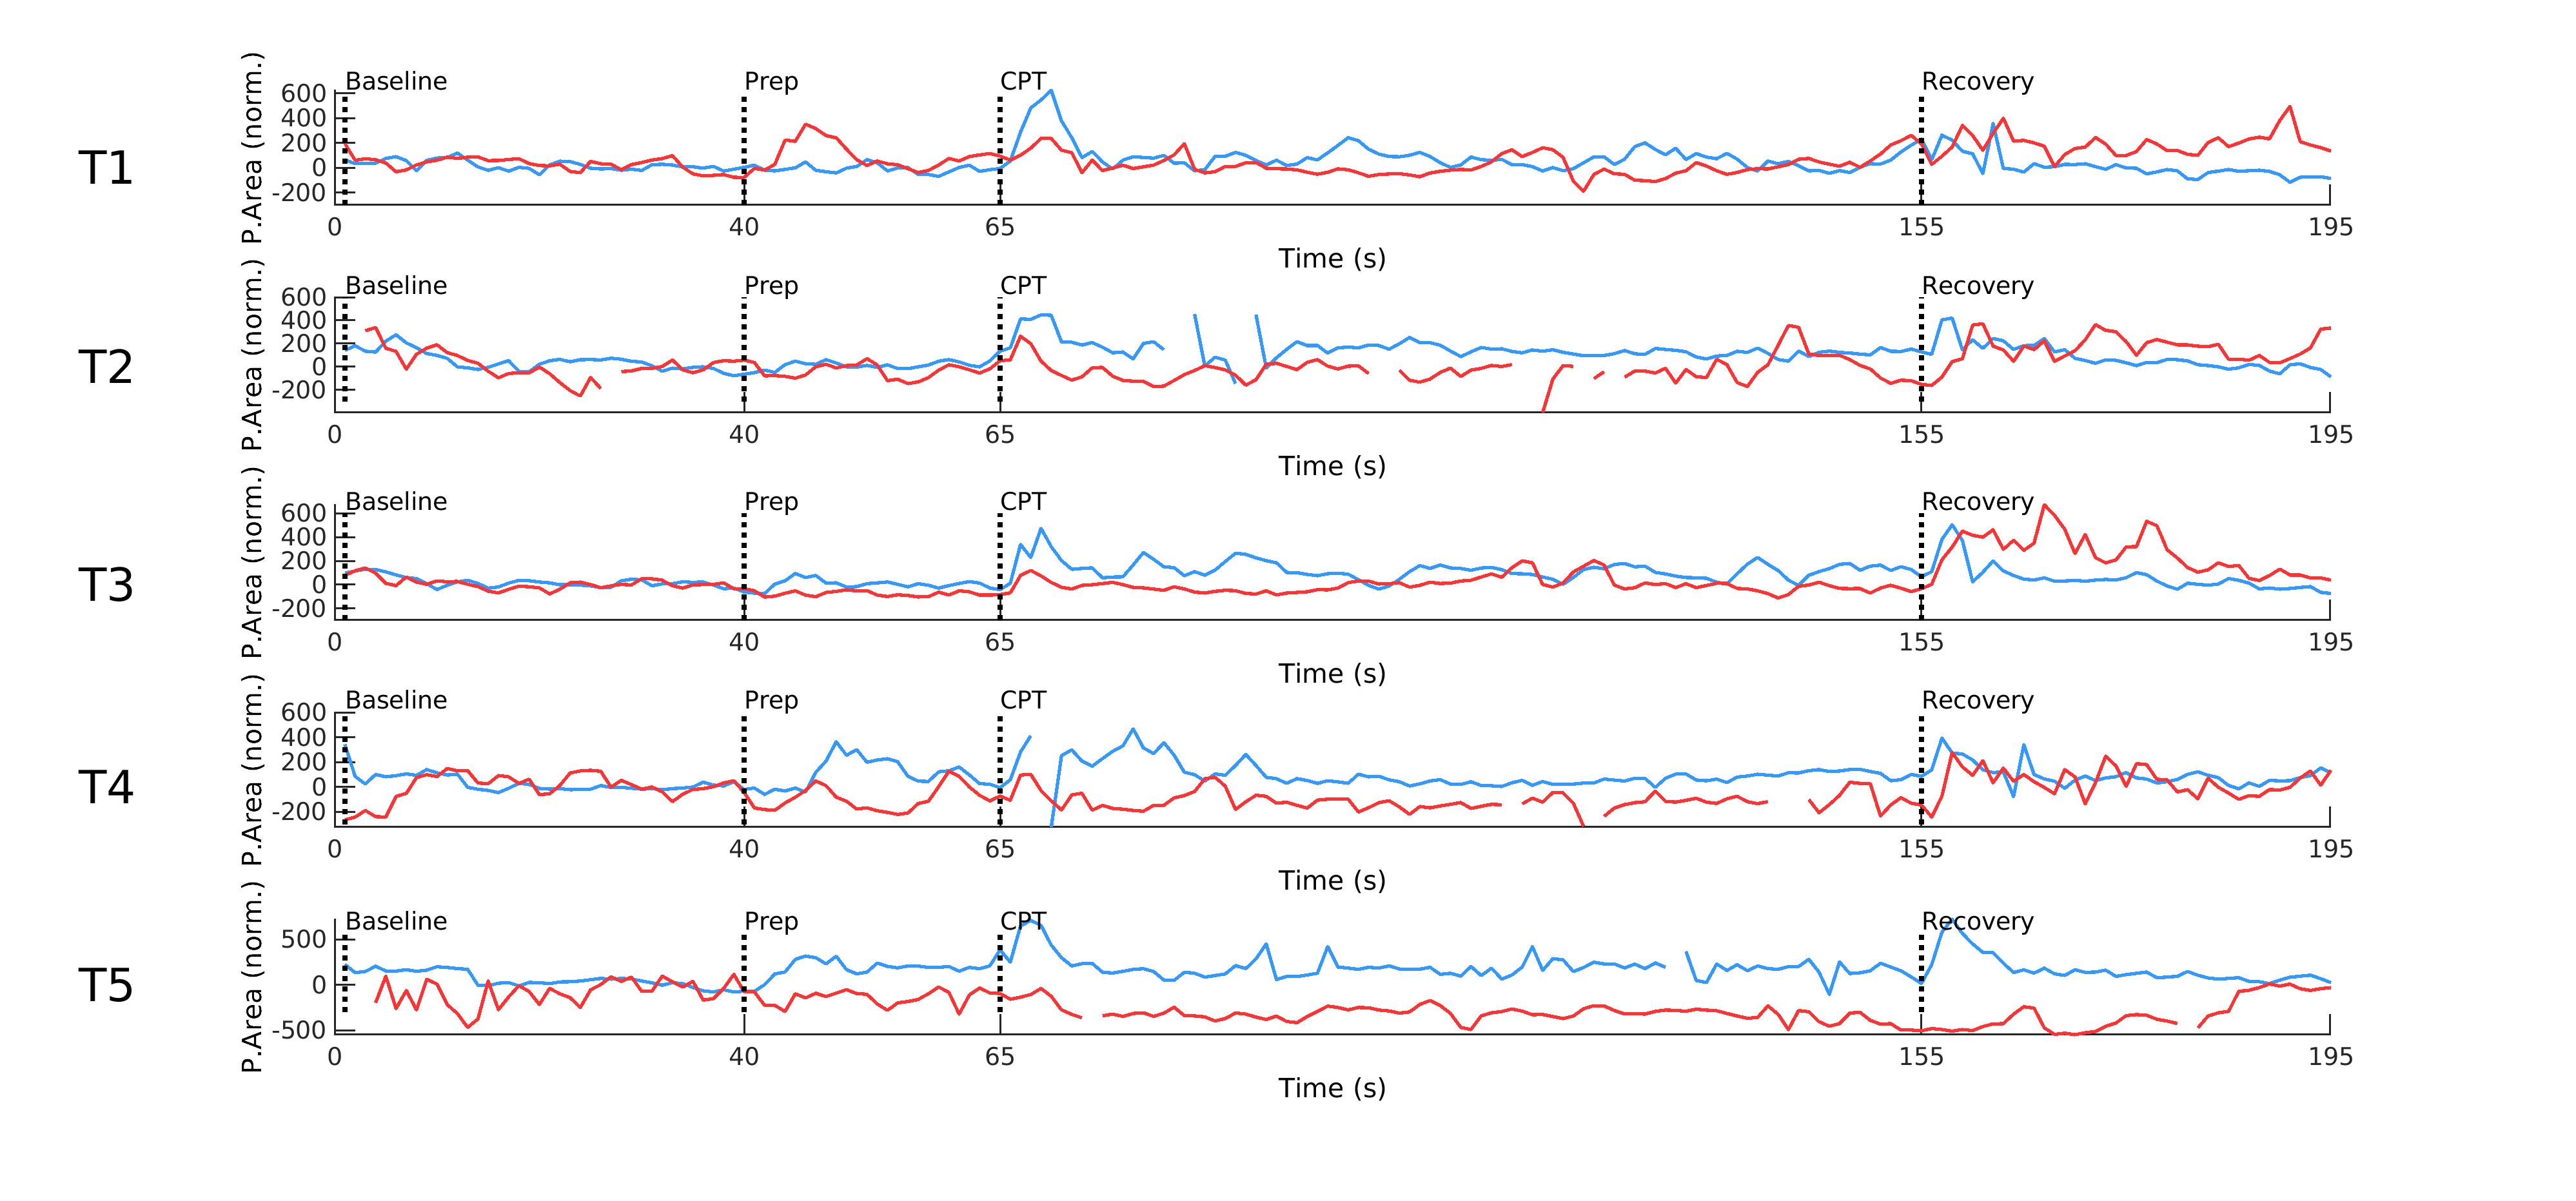 T1
P.Area (norm.)
Baseline Prep CPT Recovery
600
400
200
0
-200
0 40 65 155 195
Time (s)
T2
P.Area (norm.)
Baseline Prep CPT Recovery
600
400
200
0
-200
0 40 65 155 195
Time (s)
T3
P.Area (norm.)
Baseline Prep CPT Recovery
600
400
200
0
-200
0 40 65 155 195
Time (s)
T4
P.Area (norm.)
Baseline Prep CPT Recovery
600
400
200
0
-200
0 40 65 155 195
Time (s)
T5
P.Area (norm.)
Baseline Prep CPT Recovery
500
0
-500
0 40 65 155 195
Time (s)